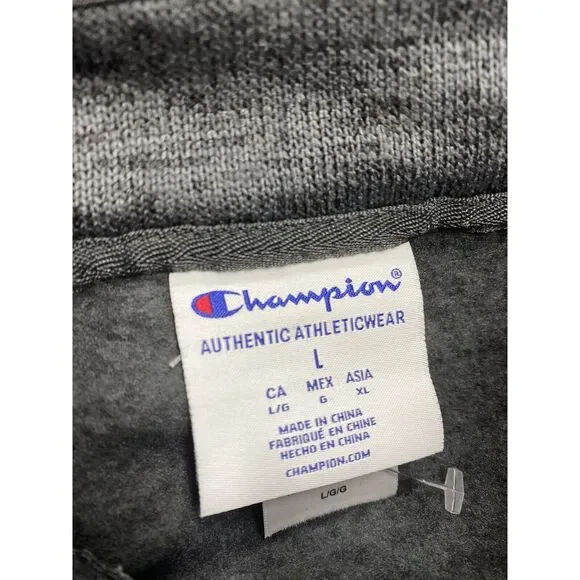 Champion®
AUTHENTIC ATHLETICWEAR
L
CA MEX ASIA
L/G G XL
MADE IN CHINA
FABRIQUÉ EN CHINE
HECHO EN CHINA
CHAMPION.COM
L/G/G